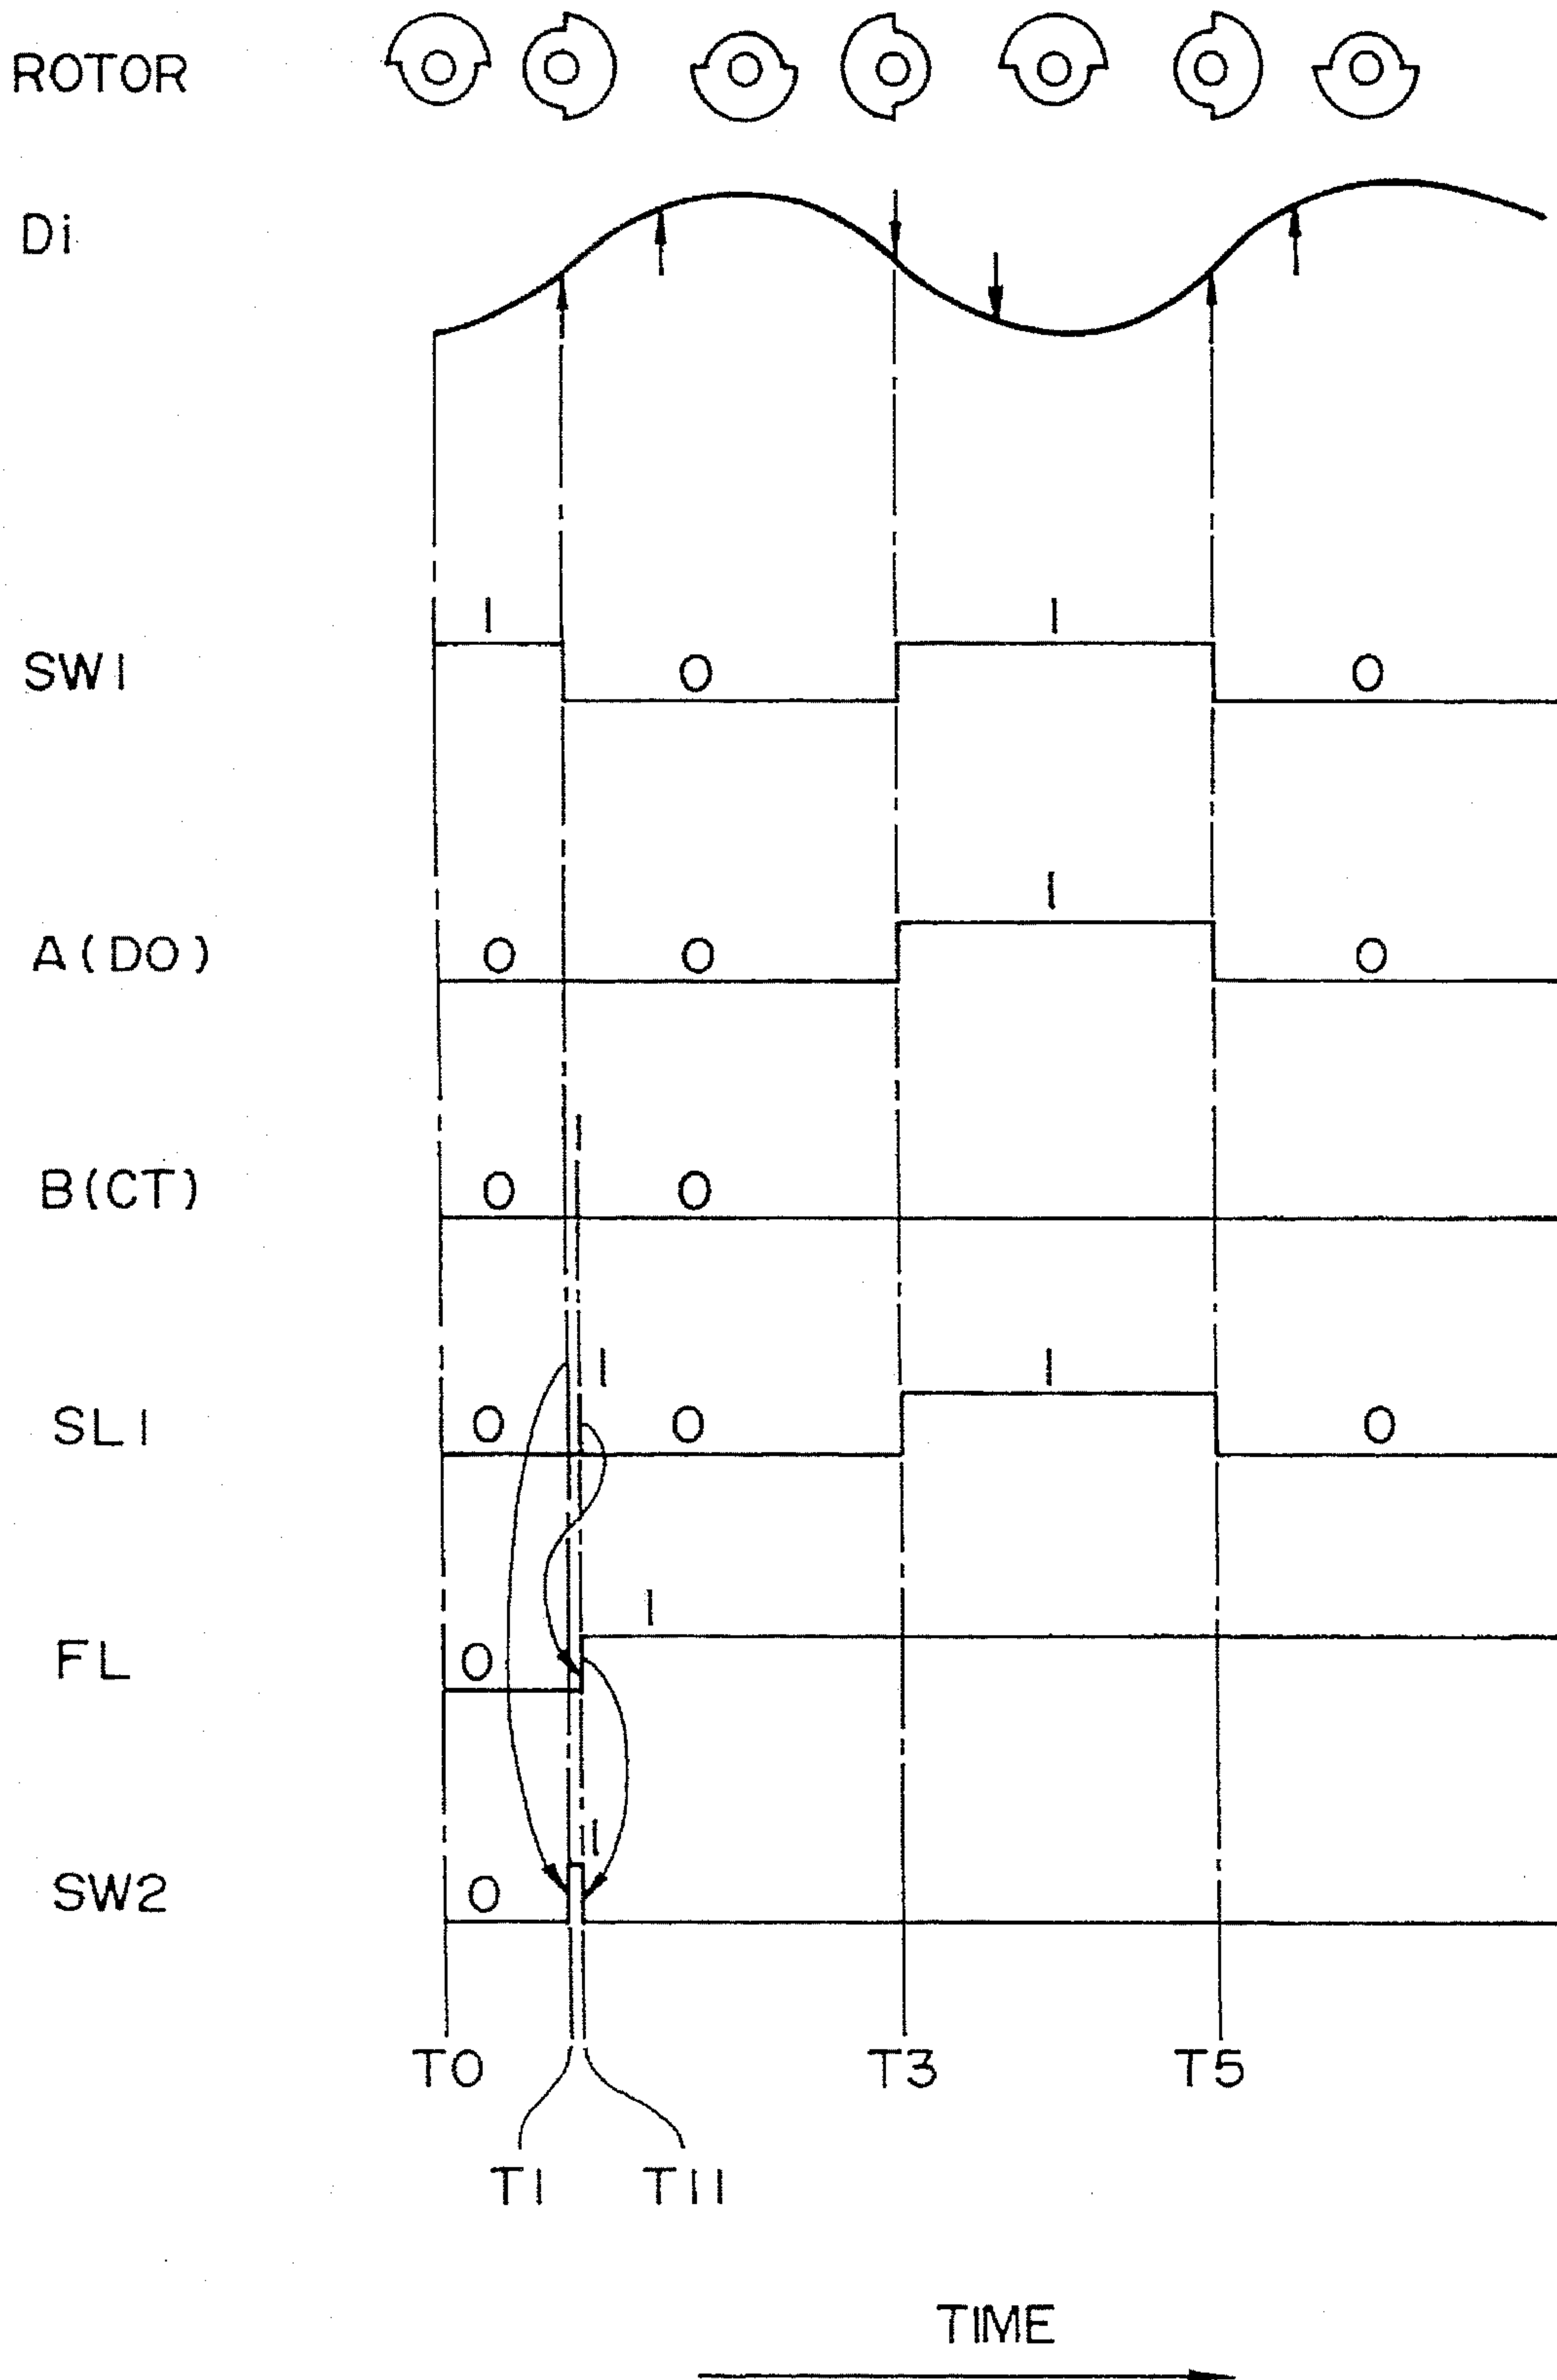 ROTOR
Di
SW1 1 0 1 0
A(DO) 0 0 1 0
B(CT) 0 1 0
SL1 0 1 0 1 0
FL 0 1
SW2 0 1
T0 T3 T5
T1 T11
TIME